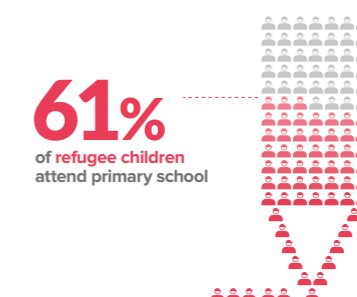 61%
of refugee children
attend primary school